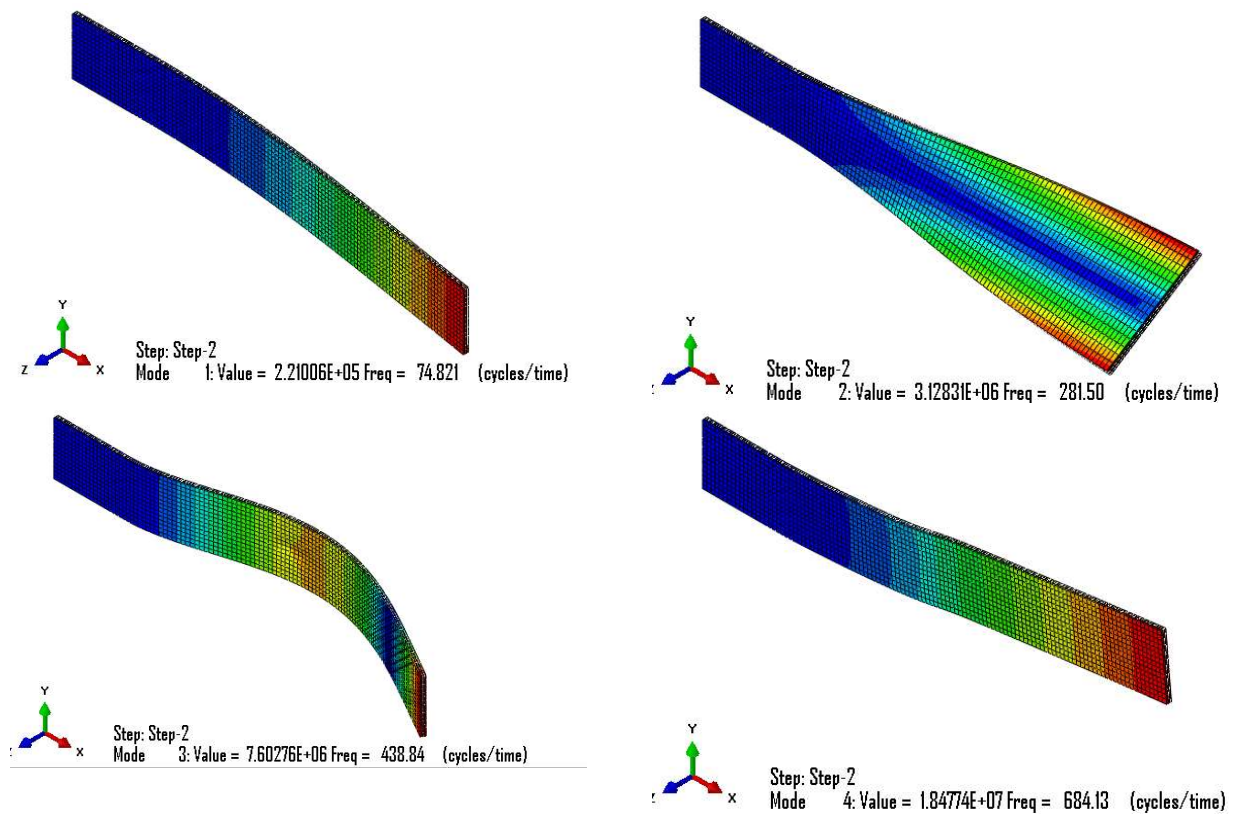 Y
Z X
Step: Step-2
Mode 1: Value = 2.21006E+05 Freq = 74.821 (cycles/time)
Y
X
Step: Step-2
Mode 2: Value = 3.12831E+06 Freq = 281.50 (cycles/time)
Y
X
Step: Step-2
Mode 3: Value = 7.60276E+06 Freq = 438.84 (cycles/time)
Y
X
Step: Step-2
Mode 4: Value = 1.84774E+07 Freq = 684.13 (cycles/time)